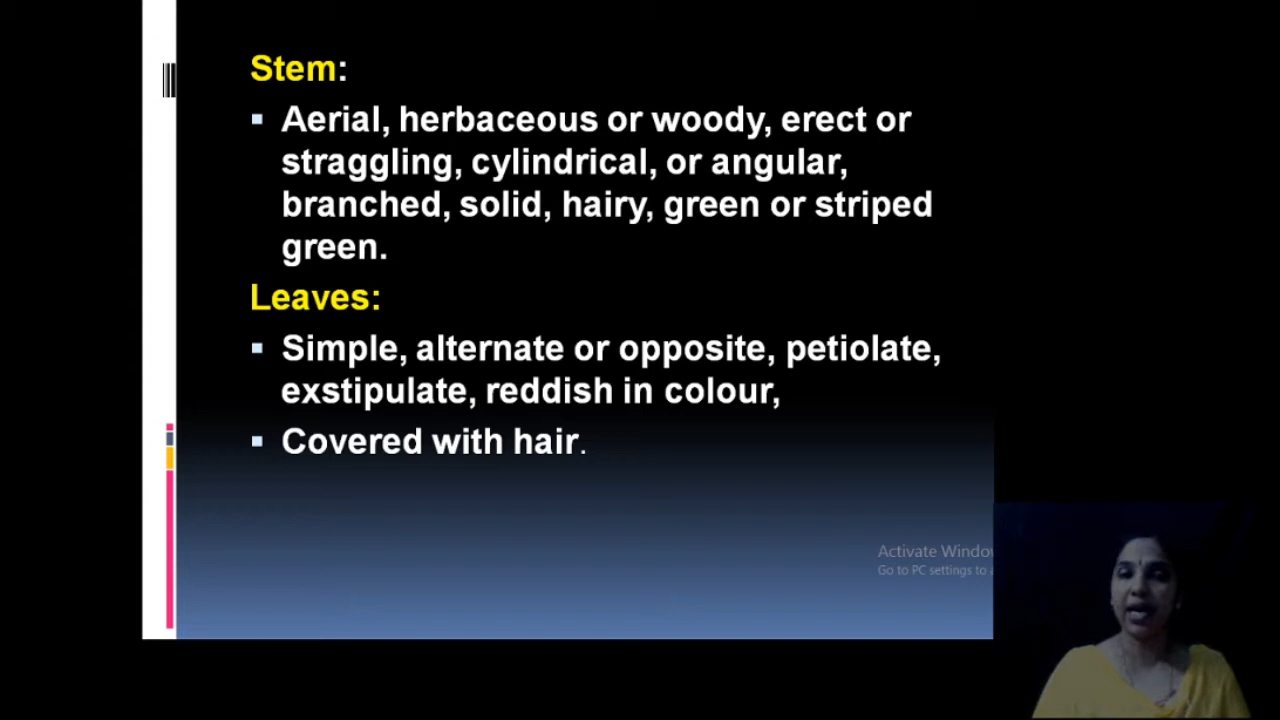 Stem:
Aerial, herbaceous or woody, erect or
straggling, cylindrical, or angular,
branched, solid, hairy, green or striped
green.
Leaves:
Simple, alternate or opposite, petiolate,
exstipulate, reddish in colour,
Covered with hair.
Activate Window
Go to PC settings to a